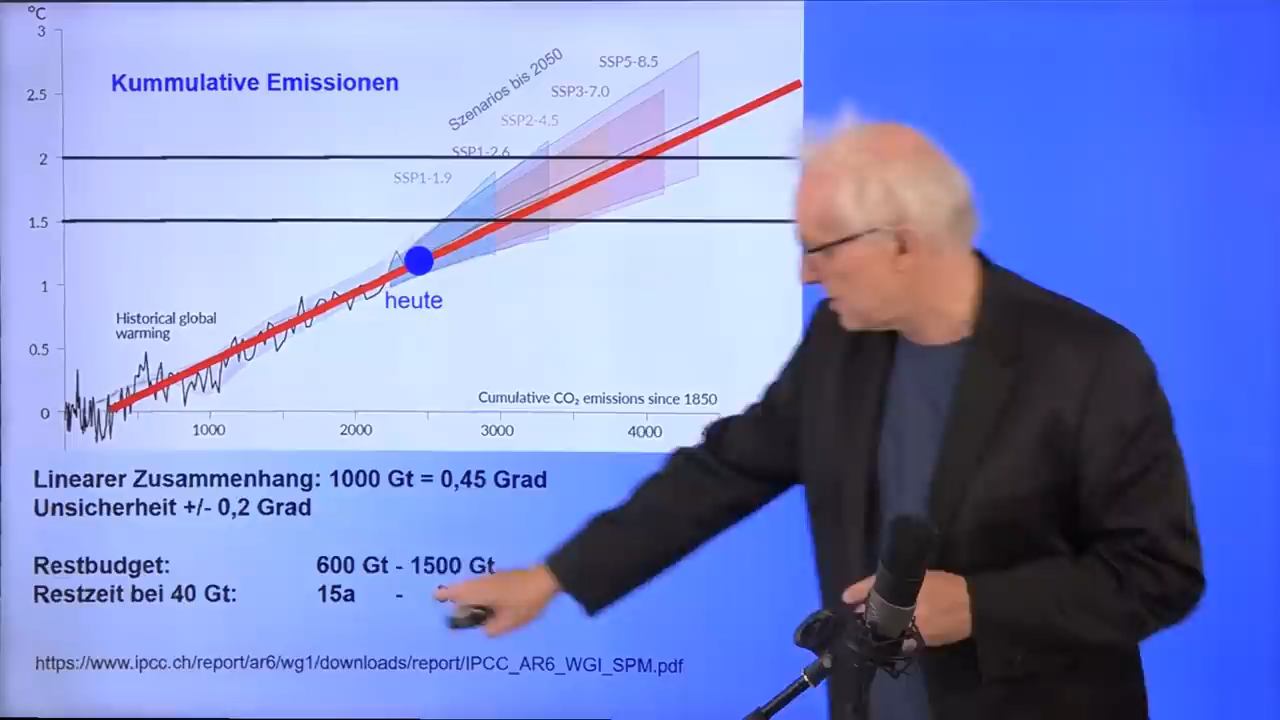 °C
3
Kummulative Emissionen
Szenarios bis 2050
SSP5-8.5
2.5
SSP3-7.0
SSP2-4.5
2
SSP1-2.6
SSP1-1.9
1.5
1
heute
Historical global
warming
0.5
Cumulative CO₂ emissions since 1850
0
1000
2000
3000
4000
Linearer Zusammenhang: 1000 Gt = 0,45 Grad
Unsicherheit +/- 0,2 Grad
Restbudget: 600 Gt - 1500 Gt
Restzeit bei 40 Gt: 15a -
https://www.ipcc.ch/report/ar6/wg1/downloads/report/IPCC_AR6_WGI_SPM.pdf